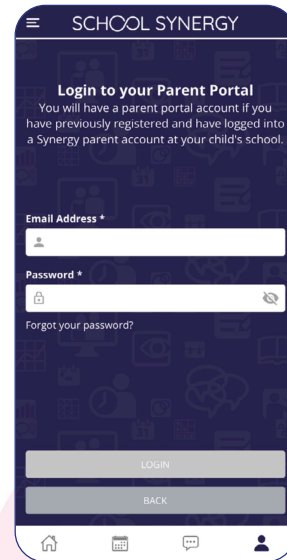 SCHOOL SYNERGY
Login to your Parent Portal
You will have a parent portal account if you
have previously registered and have logged into
a Synergy parent account at your child's school.
Email Address *
Password *
Forgot your password?
LOGIN
BACK